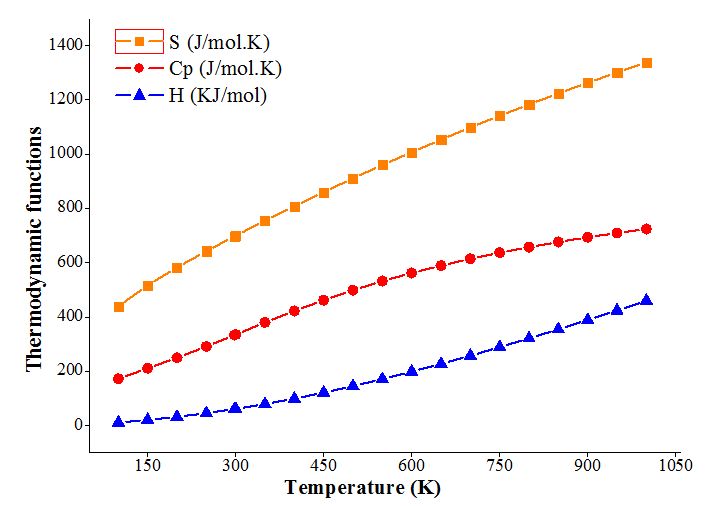 S (J/mol.K)
Cp (J/mol.K)
H (KJ/mol)
Thermodynamic functions
1400
1200
1000
800
600
400
200
0
150 300 450 600 750 900 1050
Temperature (K)